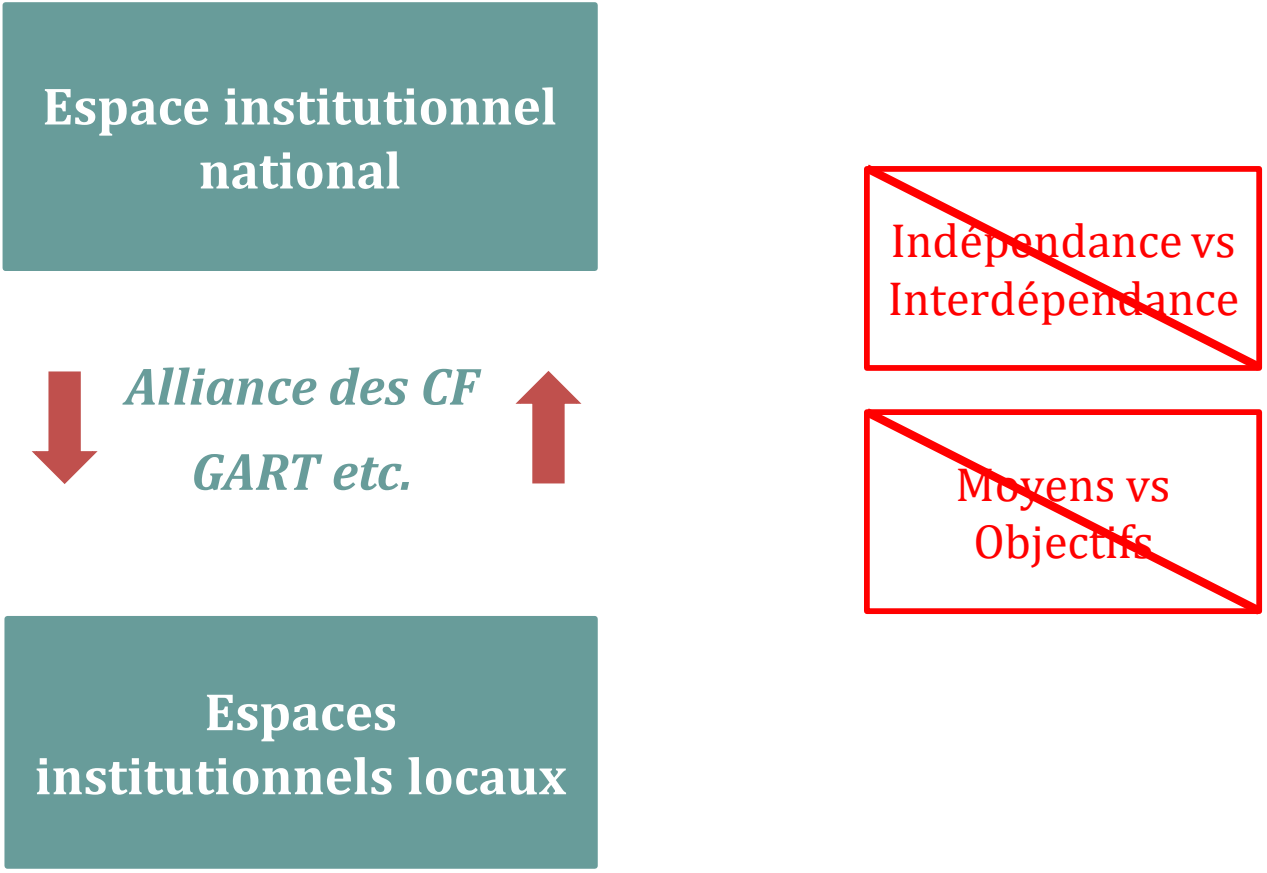 Espace institutionnel
national
Alliance des CF
GART etc.
Espaces
institutionnels locaux
Indépendance vs
Interdépendance
Moyens vs
Objectifs